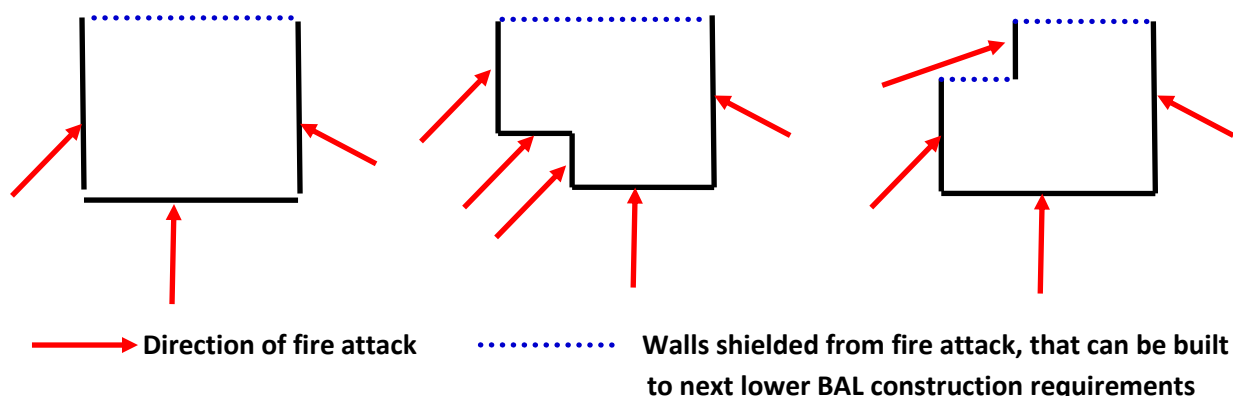 Direction of fire attack
Walls shielded from fire attack, that can be built
to next lower BAL construction requirements